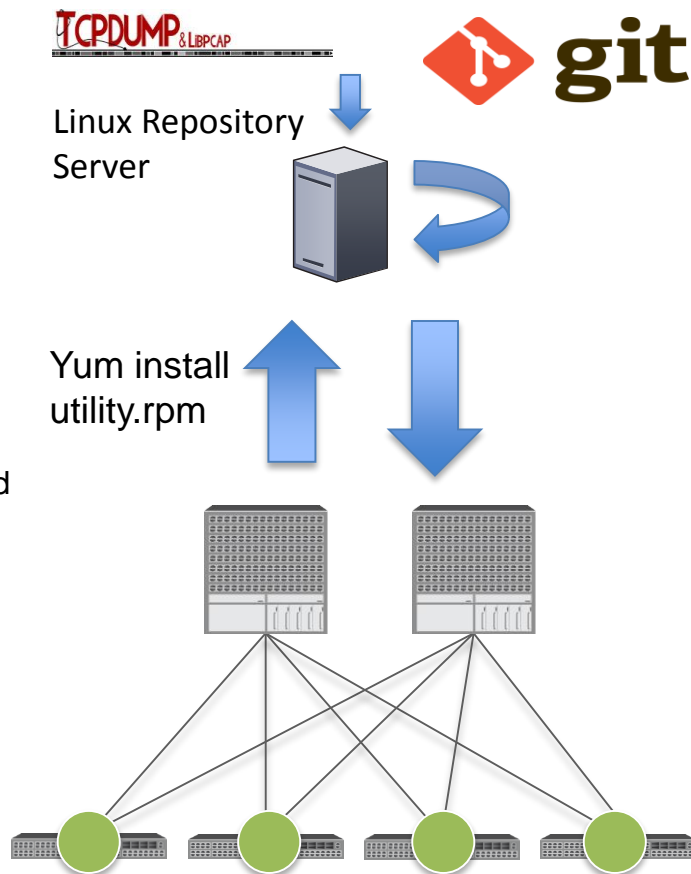 TCPDUMP & LIBPCAP
git
Linux Repository
Server
Yum install
utility.rpm
d